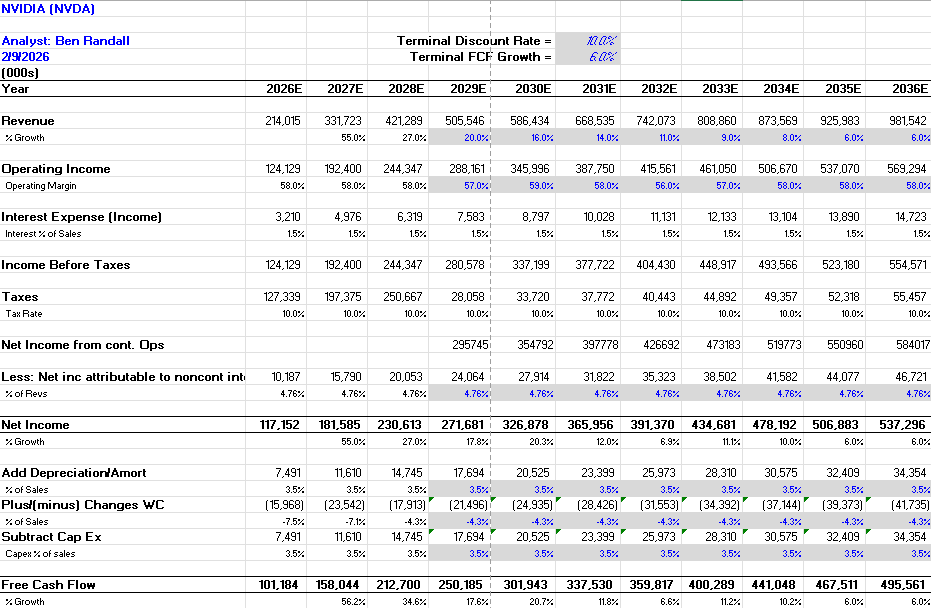 NVIDIA (NVDA)
Analyst: Ben Randall Terminal Discount Rate = 10.0%
2/9/2026 Terminal FCF Growth = 6.0%
(000s)
Year 2026E 2027E 2028E 2029E 2030E 2031E 2032E 2033E 2034E 2035E 2036E
Revenue 214,015 331,723 421,289 505,546 586,434 668,535 742,073 808,860 873,569 925,983 981,542
% Growth 55.0% 27.0% 20.0% 16.0% 14.0% 11.0% 9.0% 8.0% 6.0% 6.0%
Operating Income 124,129 192,400 244,347 288,161 345,996 387,750 415,561 461,050 506,670 537,070 569,294
Operating Margin 58.0% 58.0% 58.0% 57.0% 59.0% 58.0% 56.0% 57.0% 58.0% 58.0% 58.0%
Interest Expense (Income) 3,210 4,976 6,319 7,583 8,797 10,028 11,131 12,133 13,104 13,890 14,723
Interest % of Sales 1.5% 1.5% 1.5% 1.5% 1.5% 1.5% 1.5% 1.5% 1.5% 1.5% 1.5%
Income Before Taxes 124,129 192,400 244,347 280,578 337,199 377,722 404,430 448,917 493,566 523,180 554,571
Taxes 127,339 197,375 250,667 28,058 33,720 37,772 40,443 44,892 49,357 52,318 55,457
Tax Rate 10.0% 10.0% 10.0% 10.0% 10.0% 10.0% 10.0% 10.0% 10.0% 10.0% 10.0%
Net Income from cont. Ops 295745 354792 397778 426692 473183 519773 550960 584017
Less: Net inc attributable to noncont inte 10,187 15,790 20,053 24,064 27,914 31,822 35,323 38,502 41,582 44,077 46,721
% of Revs 4.76% 4.76% 4.76% 4.76% 4.76% 4.76% 4.76% 4.76% 4.76% 4.76% 4.76%
Net Income 117,152 181,585 230,613 271,681 326,878 365,956 391,370 434,681 478,192 506,883 537,296
% Growth 55.0% 27.0% 17.8% 20.3% 12.0% 6.9% 11.1% 10.0% 6.0% 6.0%
Add Depreciation/Amort 7,491 11,610 14,745 17,694 20,525 23,399 25,973 28,310 30,575 32,409 34,354
% of Sales 3.5% 3.5% 3.5% 3.5% 3.5% 3.5% 3.5% 3.5% 3.5% 3.5% 3.5%
Plus/(minus) Changes WC (15,968) (23,542) (17,913) (21,496) (24,935) (28,426) (31,553) (34,392) (37,144) (39,373) (41,735)
% of Sales -7.5% -7.1% -4.3% -4.3% -4.3% -4.3% -4.3% -4.3% -4.3% -4.3% -4.3%
Subtract Cap Ex 7,491 11,610 14,745 17,694 20,525 23,399 25,973 28,310 30,575 32,409 34,354
Capex % of sales 3.5% 3.5% 3.5% 3.5% 3.5% 3.5% 3.5% 3.5% 3.5% 3.5% 3.5%
Free Cash Flow 101,184 158,044 212,700 250,185 301,943 337,530 359,817 400,289 441,048 467,511 495,561
% Growth 56.2% 34.6% 17.6% 20.7% 11.8% 6.6% 11.2% 10.2% 6.0% 6.0%